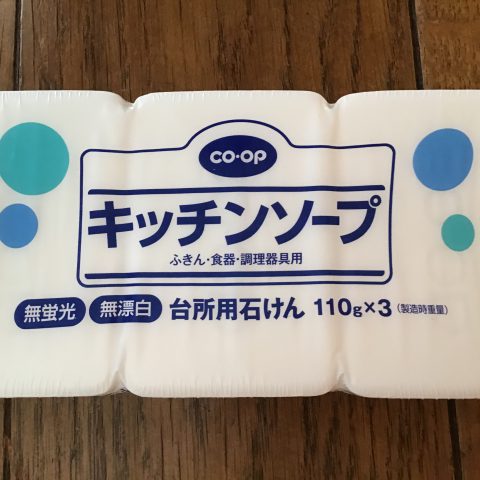 co·op
キッチンソープ
ふきん・食器・調理器具用
無蛍光 無漂白 台所用石けん 110g×3 (製造時重量)